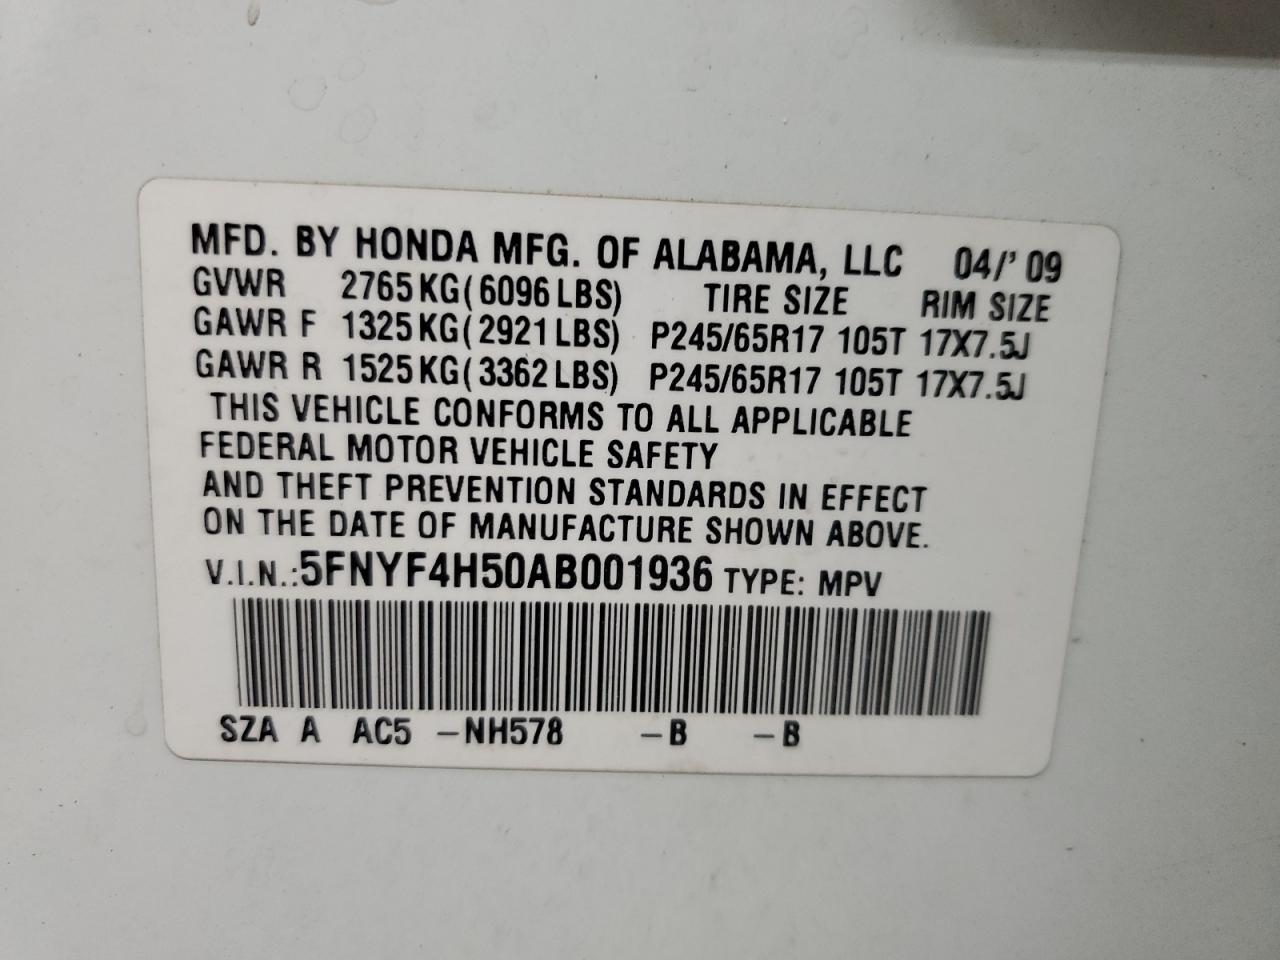 MFD. BY HONDA MFG. OF ALABAMA, LLC 04/' 09
GVWR 2765 KG( 6096 LBS) TIRE SIZE RIM SIZE
GAWR F 1325 KG( 2921 LBS) P245/65R17 105T 17X7.5J
GAWR R 1525 KG( 3362 LBS) P245/65R17 105T 17X7.5J
THIS VEHICLE CONFORMS TO ALL APPLICABLE
FEDERAL MOTOR VEHICLE SAFETY
AND THEFT PREVENTION STANDARDS IN EFFECT
ON THE DATE OF MANUFACTURE SHOWN ABOVE.
V.I.N.:5FNYF4H50AB001936 TYPE: MPV
SZA A AC5 –NH578 –B –B